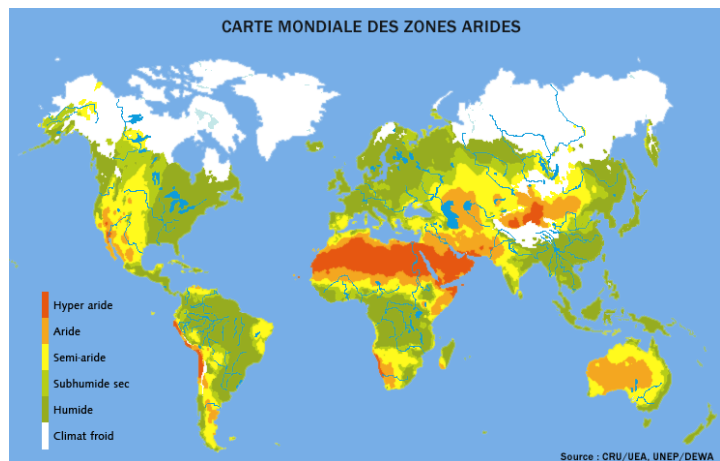 CARTE MONDIALE DES ZONES ARIDES
Hyper aride
Aride
Semi-aride
Subhumide sec
Humide
Climat froid
Source : CRU/UEA, UNEP/DEWA